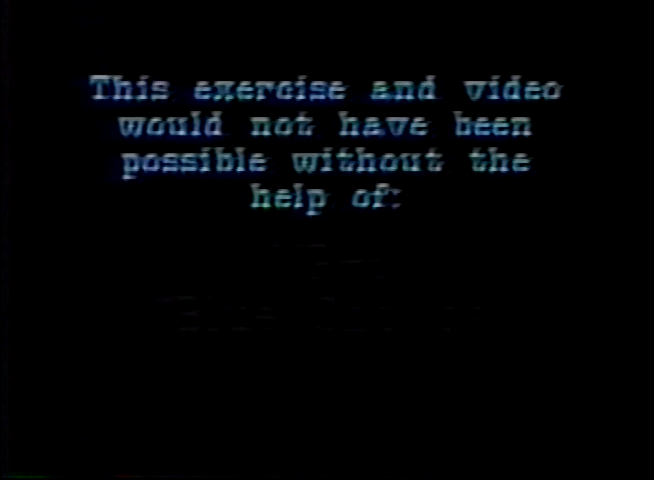 This exercise and video
would not have been
possible without the
help of: